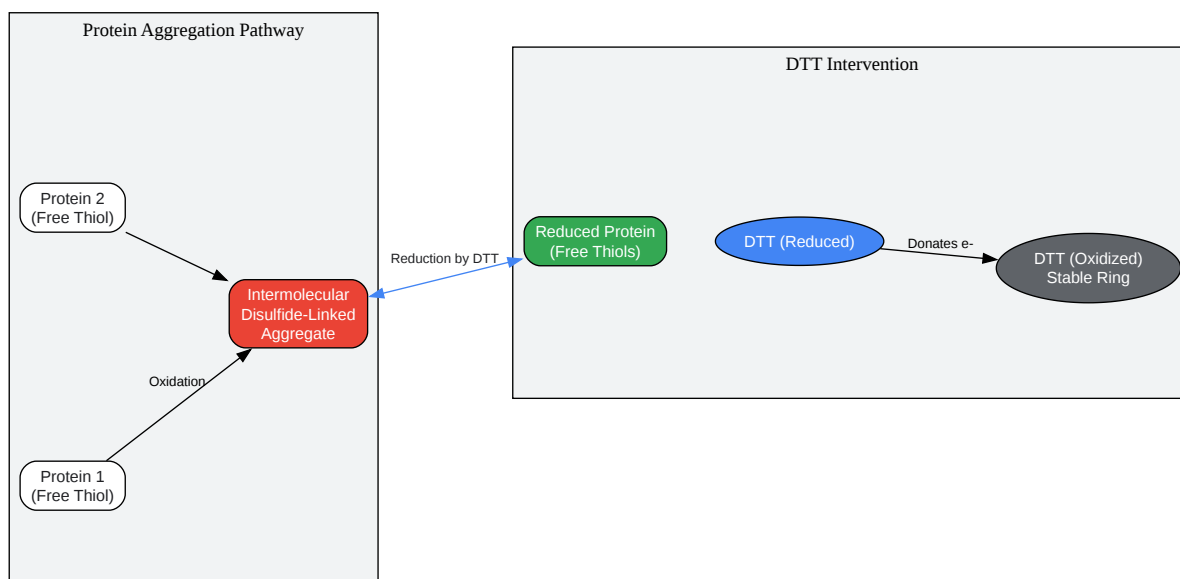 Protein Aggregation Pathway
Protein 2
(Free Thiol)
Intermolecular
Disulfide-Linked
Aggregate
Oxidation
Protein 1
(Free Thiol)
Reduction by DTT
DTT Intervention
Reduced Protein
(Free Thiols)
DTT (Reduced)
Donates e-
DTT (Oxidized)
Stable Ring